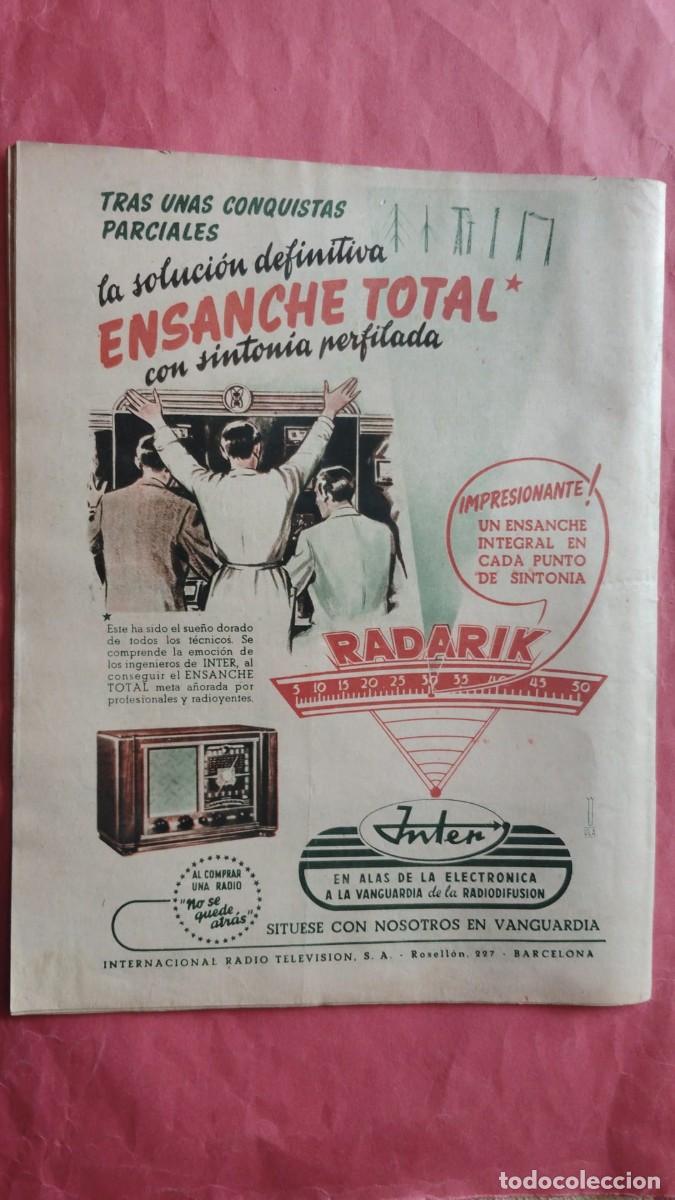 TRAS UNAS CONQUISTAS
PARCIALES
la solución definitiva
ENSANCHE TOTAL*
con sintonía perfilada
IMPRESIONANTE!
UN ENSANCHE
INTEGRAL EN
CADA PUNTO
DE SINTONIA
*
Este ha sido el sueño dorado
de todos los técnicos. Se
comprende la emoción de
los ingenieros de INTER, al
conseguir el ENSANCHE
TOTAL meta añorada por
profesionales y radioyentes.
RADARIK
5 10 15 20 25 30 35 40 45 50
Inter
EN ALAS DE LA ELECTRONICA
A LA VANGUARDIA de la RADIODIFUSION
AL COMPRAR
UNA RADIO
"no se
quede
atrás"
SITUESE CON NOSOTROS EN VANGUARDIA
INTERNACIONAL RADIO TELEVISION, S. A. - Rosellón, 227 - BARCELONA
todocoleccion